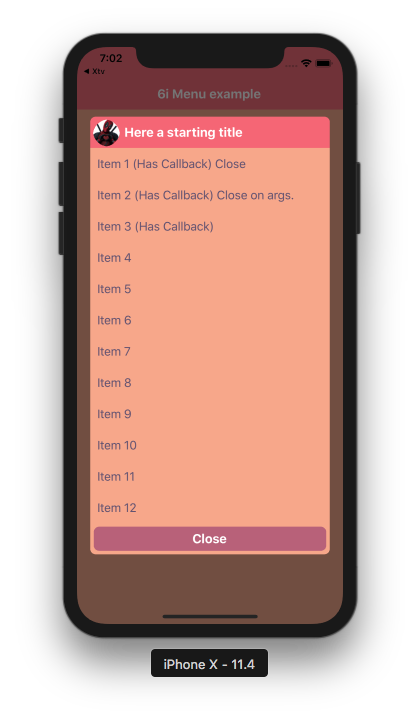 7:02
◀ Xtv
6i Menu example
Here a starting title
Item 1 (Has Callback) Close
Item 2 (Has Callback) Close on args.
Item 3 (Has Callback)
Item 4
Item 5
Item 6
Item 7
Item 8
Item 9
Item 10
Item 11
Item 12
Close
iPhone X - 11.4